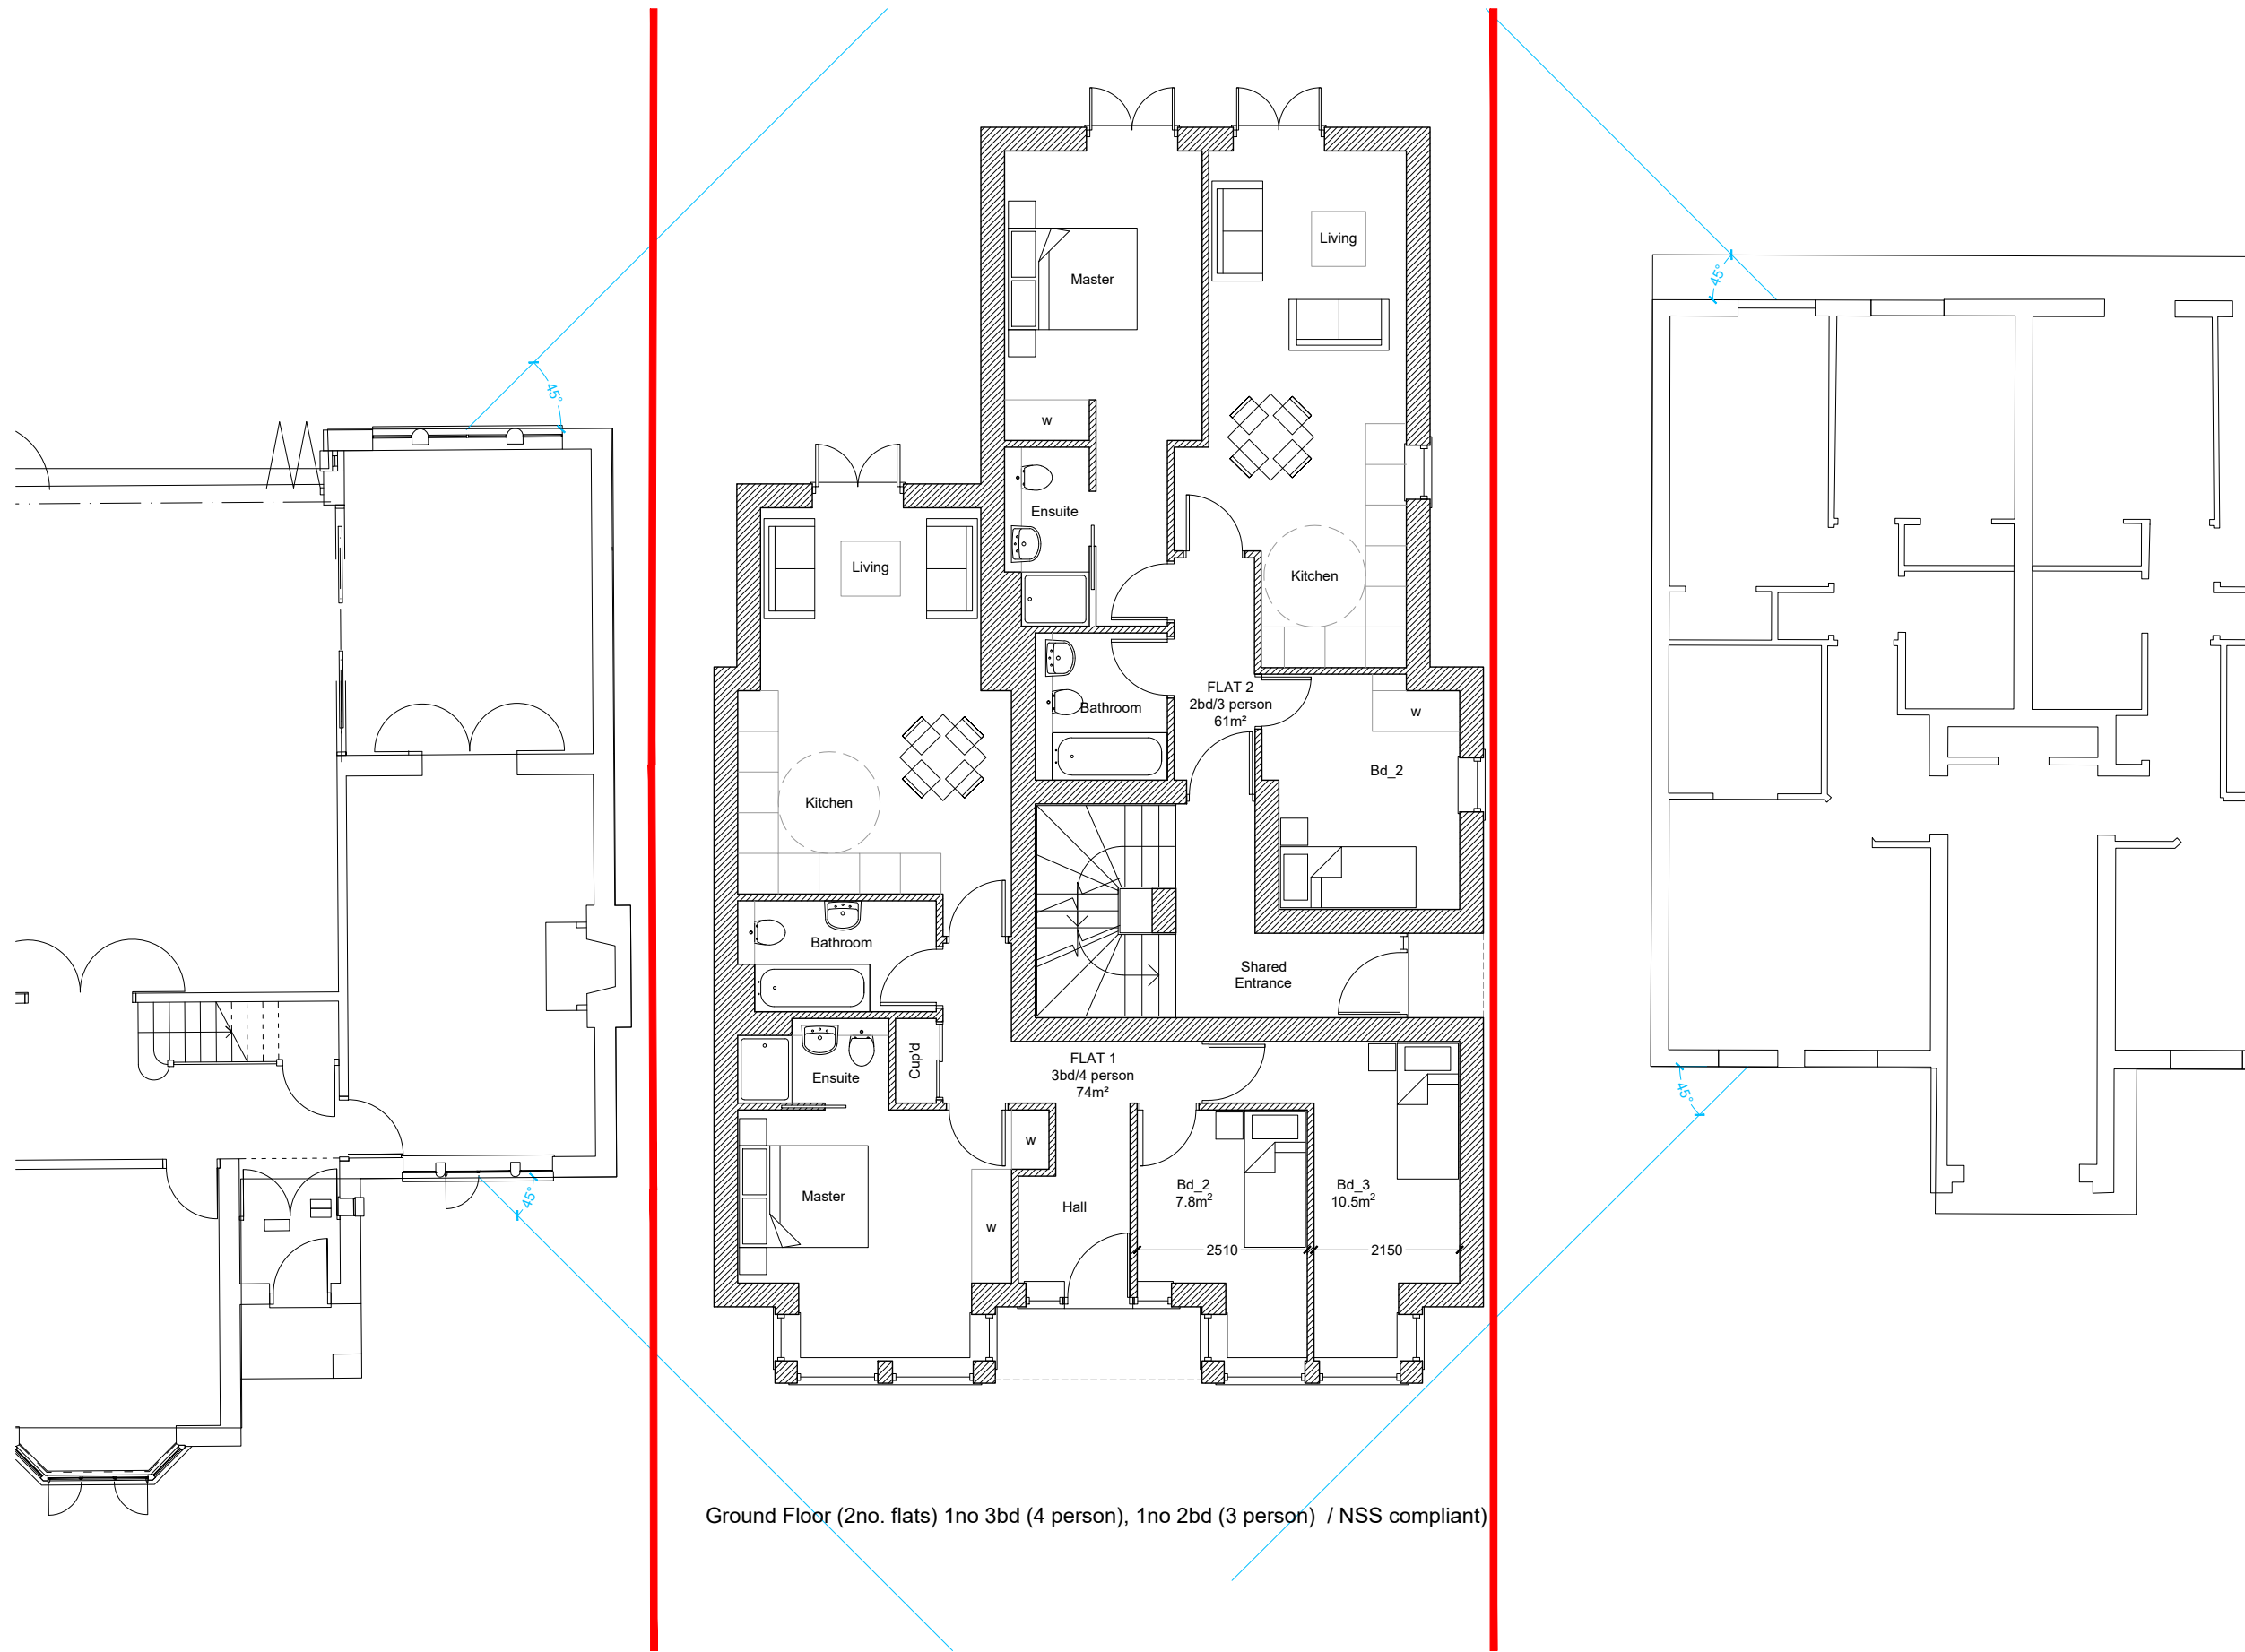 Living
Master
w
Ensuite
Kitchen
Living
FLAT 2
2bd/3 person
61m²
Bathroom
w
Bd_2
Kitchen
Bathroom
Shared
Entrance
FLAT 1
3bd/4 person
74m²
Cup'd
Ensuite
w
Master
Hall
w
Bd_2
7.8m²
Bd_3
10.5m²
2510
2150
45°
45°
45°
45°
Ground Floor (2no. flats) 1no 3bd (4 person), 1no 2bd (3 person) / NSS compliant)